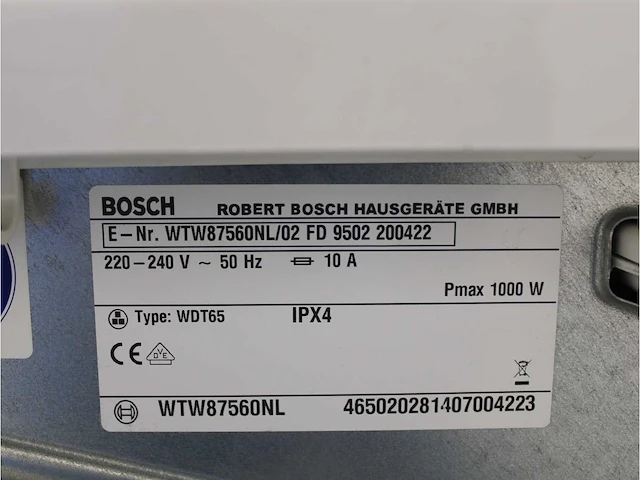 BOSCH ROBERT BOSCH HAUSGERÄTE GMBH
E-Nr. WTW87560NL/02 FD 9502 200422
220-240 V ~ 50 Hz 10 A
Pmax 1000 W
Type: WDT65 IPX4
CE VDE
WTW87560NL 465020281407004223